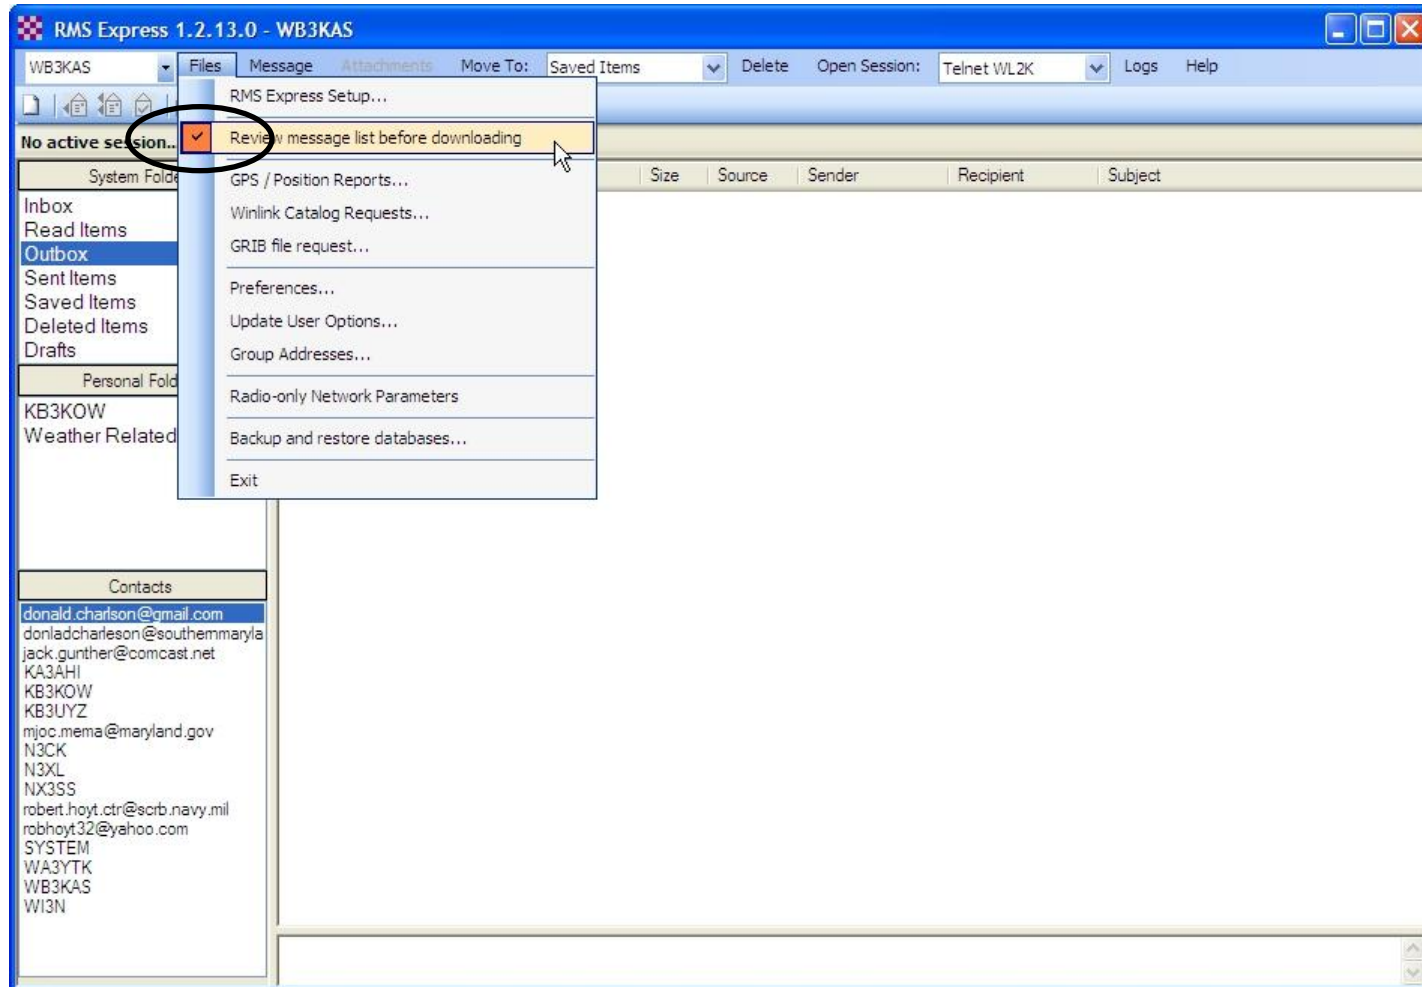 RMS Express 1.2.13.0 - WB3KAS
WB3KAS Files Message Attachments Move To: Saved Items Delete Open Session: Telnet WL2K Logs Help
RMS Express Setup...
No active session...
Review message list before downloading
System Folde
Size Source Sender Recipient Subject
GPS / Position Reports...
Winlink Catalog Requests...
GRIB file request...
Preferences...
Update User Options...
Group Addresses...
Radio-only Network Parameters
Backup and restore databases...
Exit
Inbox
Read Items
Outbox
Sent Items
Saved Items
Deleted Items
Drafts
Personal Fold
KB3KOW
Weather Related
Contacts
donald.charlson@gmail.com
donladcharleson@southernmaryla
jack.gunther@comcast.net
KA3AHI
KB3KOW
KB3UYZ
mjoc.mema@maryland.gov
N3CK
N3XL
NX3SS
robert.hoyt.ctr@scrb.navy.mil
robhoyt32@yahoo.com
SYSTEM
WA3YTK
WB3KAS
WI3N